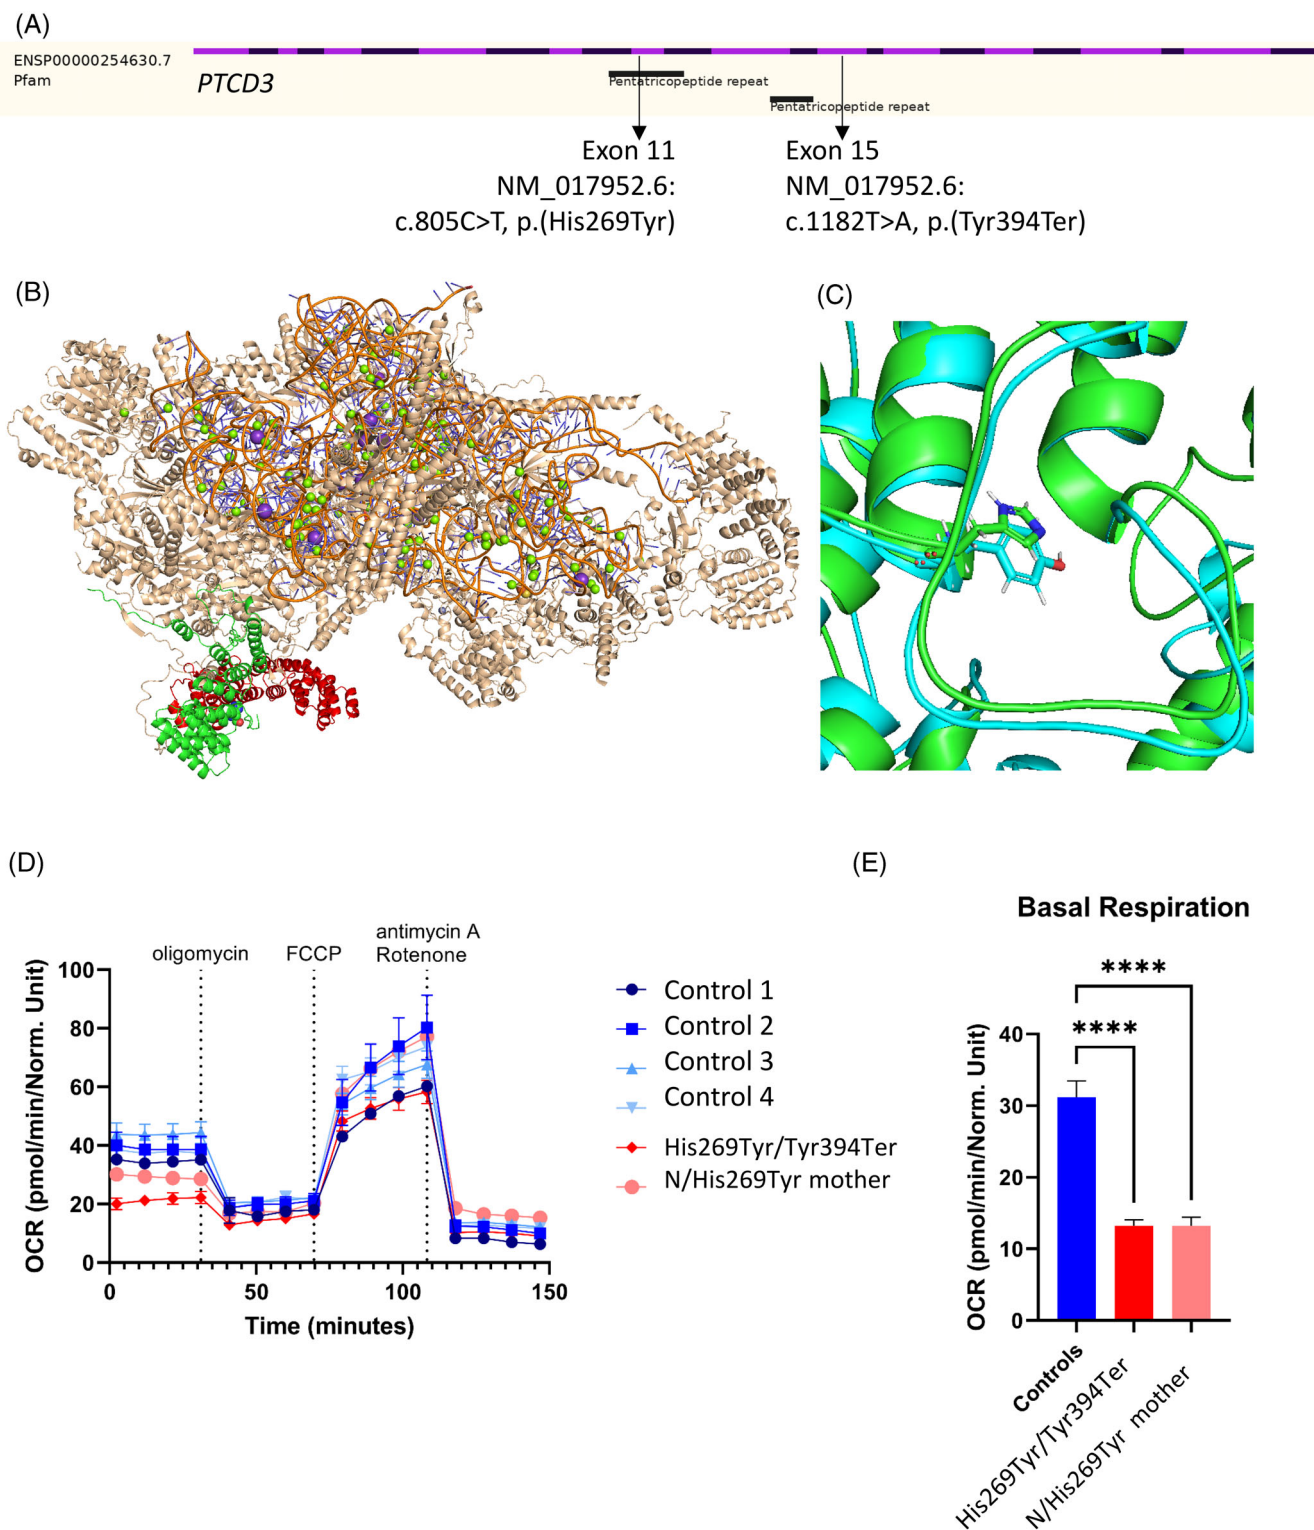 (A)
ENSP00000254630.7
Pfam
PTCD3
Pentatricopeptide repeat
Pentatricopeptide repeat
Exon 11
NM_017952.6:
c.805C>T, p.(His269Tyr)
Exon 15
NM_017952.6:
c.1182T>A, p.(Tyr394Ter)
(B)
(C)
(D)
oligomycin
FCCP
antimycin A
Rotenone
OCR (pmol/min/Norm. Unit)
100
80
60
40
20
0
0
50
100
150
Time (minutes)
Control 1
Control 2
Control 3
Control 4
His269Tyr/Tyr394Ter
N/His269Tyr mother
(E)
Basal Respiration
****
****
OCR (pmol/min/Norm. Unit)
40
30
20
10
0
Controls
His269Tyr/Tyr394Ter
N/His269Tyr mother